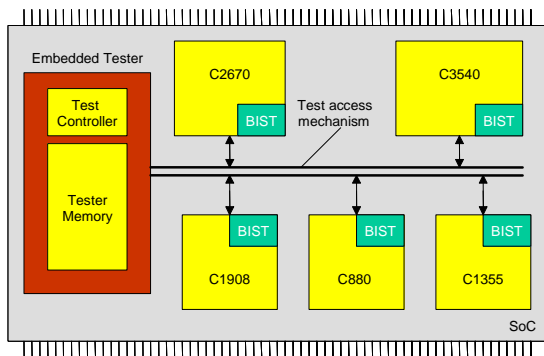 Embedded Tester
Test
Controller
Tester
Memory
C2670
BIST
Test access
mechanism
C3540
BIST
BIST
C1908
BIST
C880
BIST
C1355
SoC